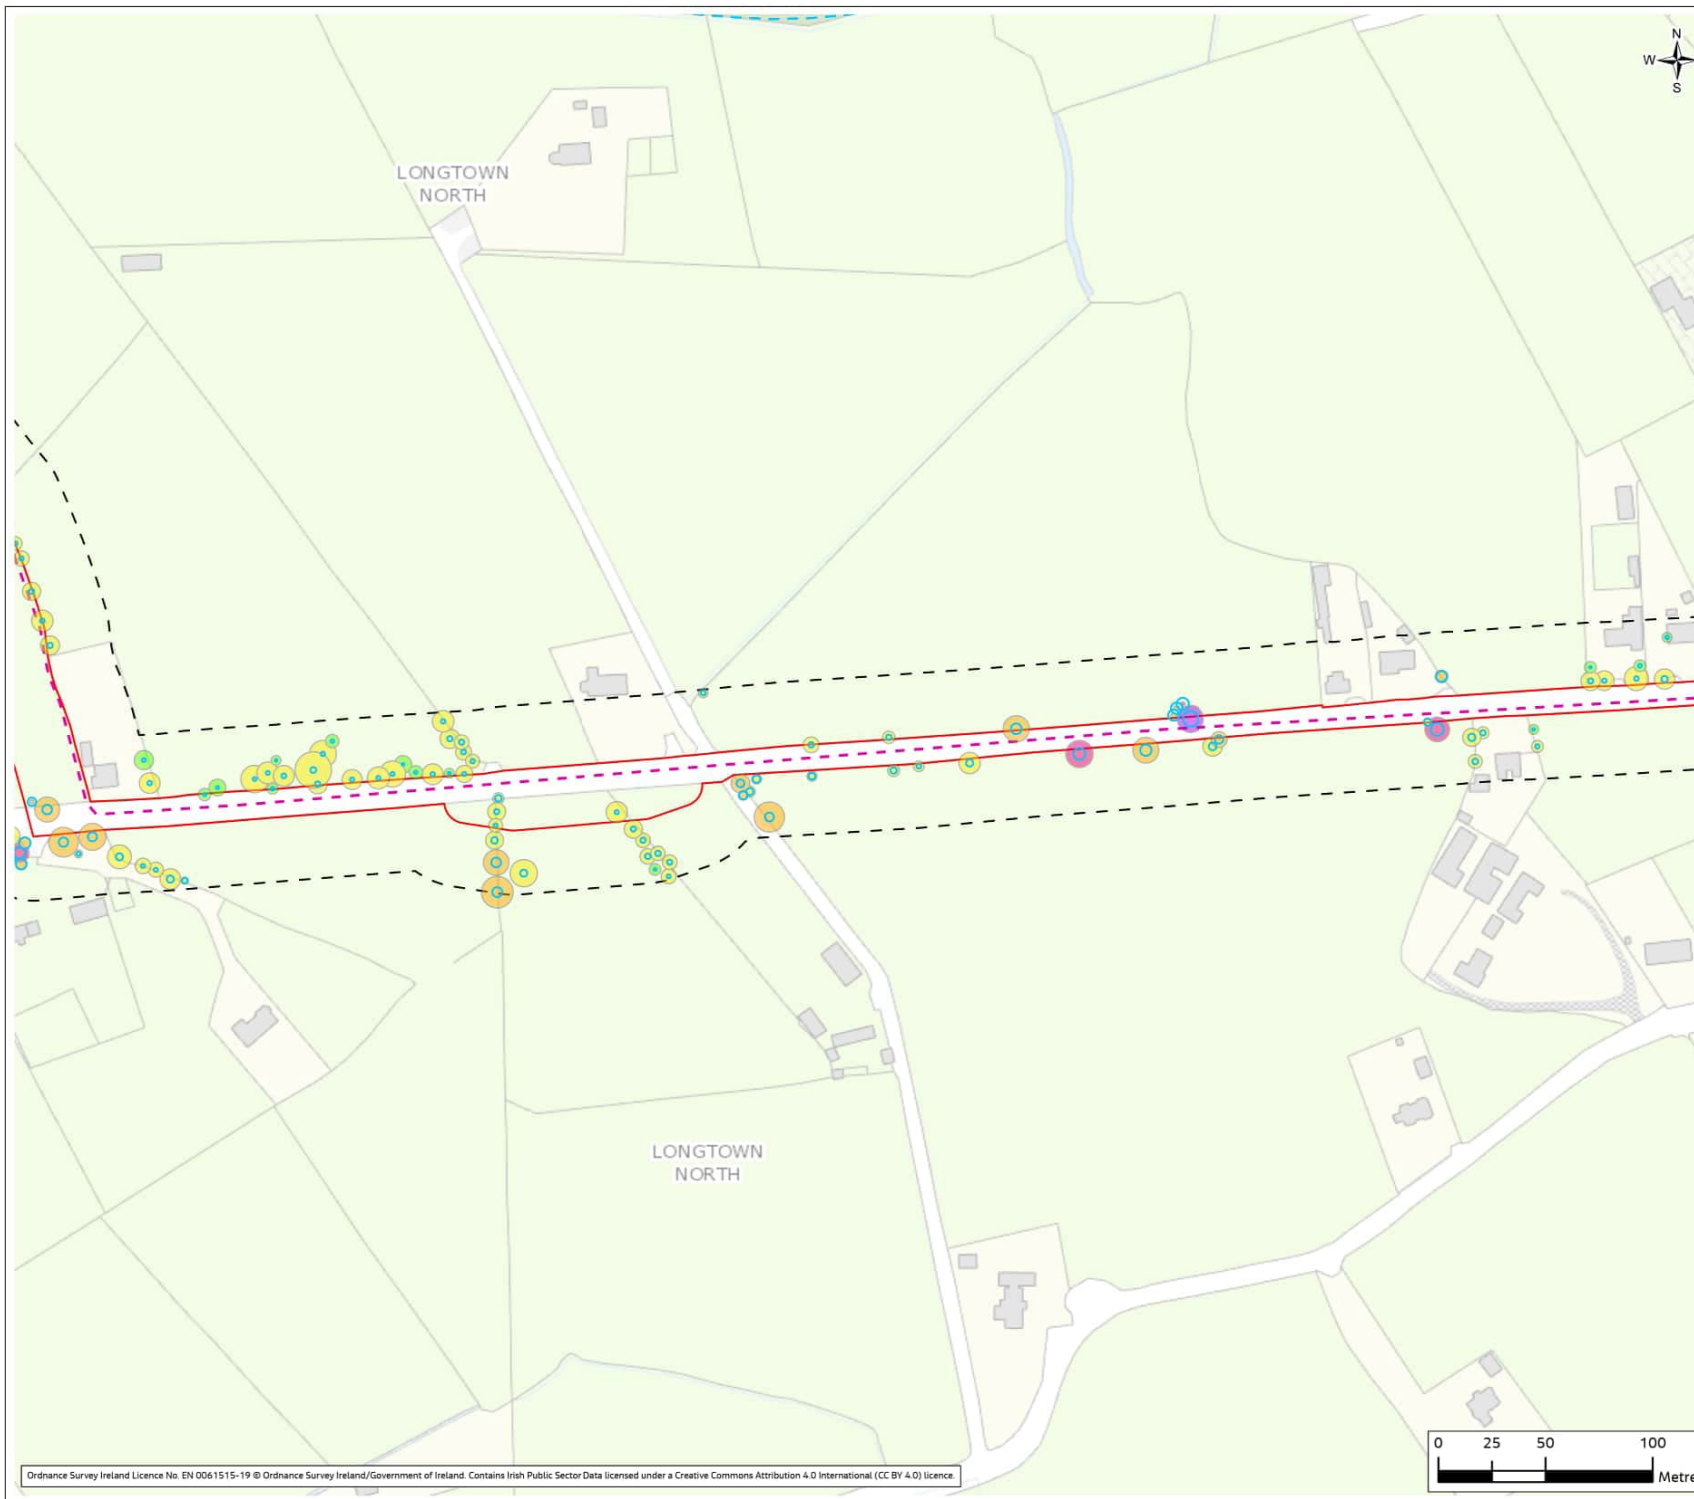 N
W
S
LONGTOWN
NORTH
LONGTOWN
NORTH
0 25 50 100
Metre
Ordnance Survey Ireland Licence No. EN 0061515-19 © Ordnance Survey Ireland/Government of Ireland. Contains Irish Public Sector Data licensed under a Creative Commons Attribution 4.0 International (CC BY 4.0) licence.